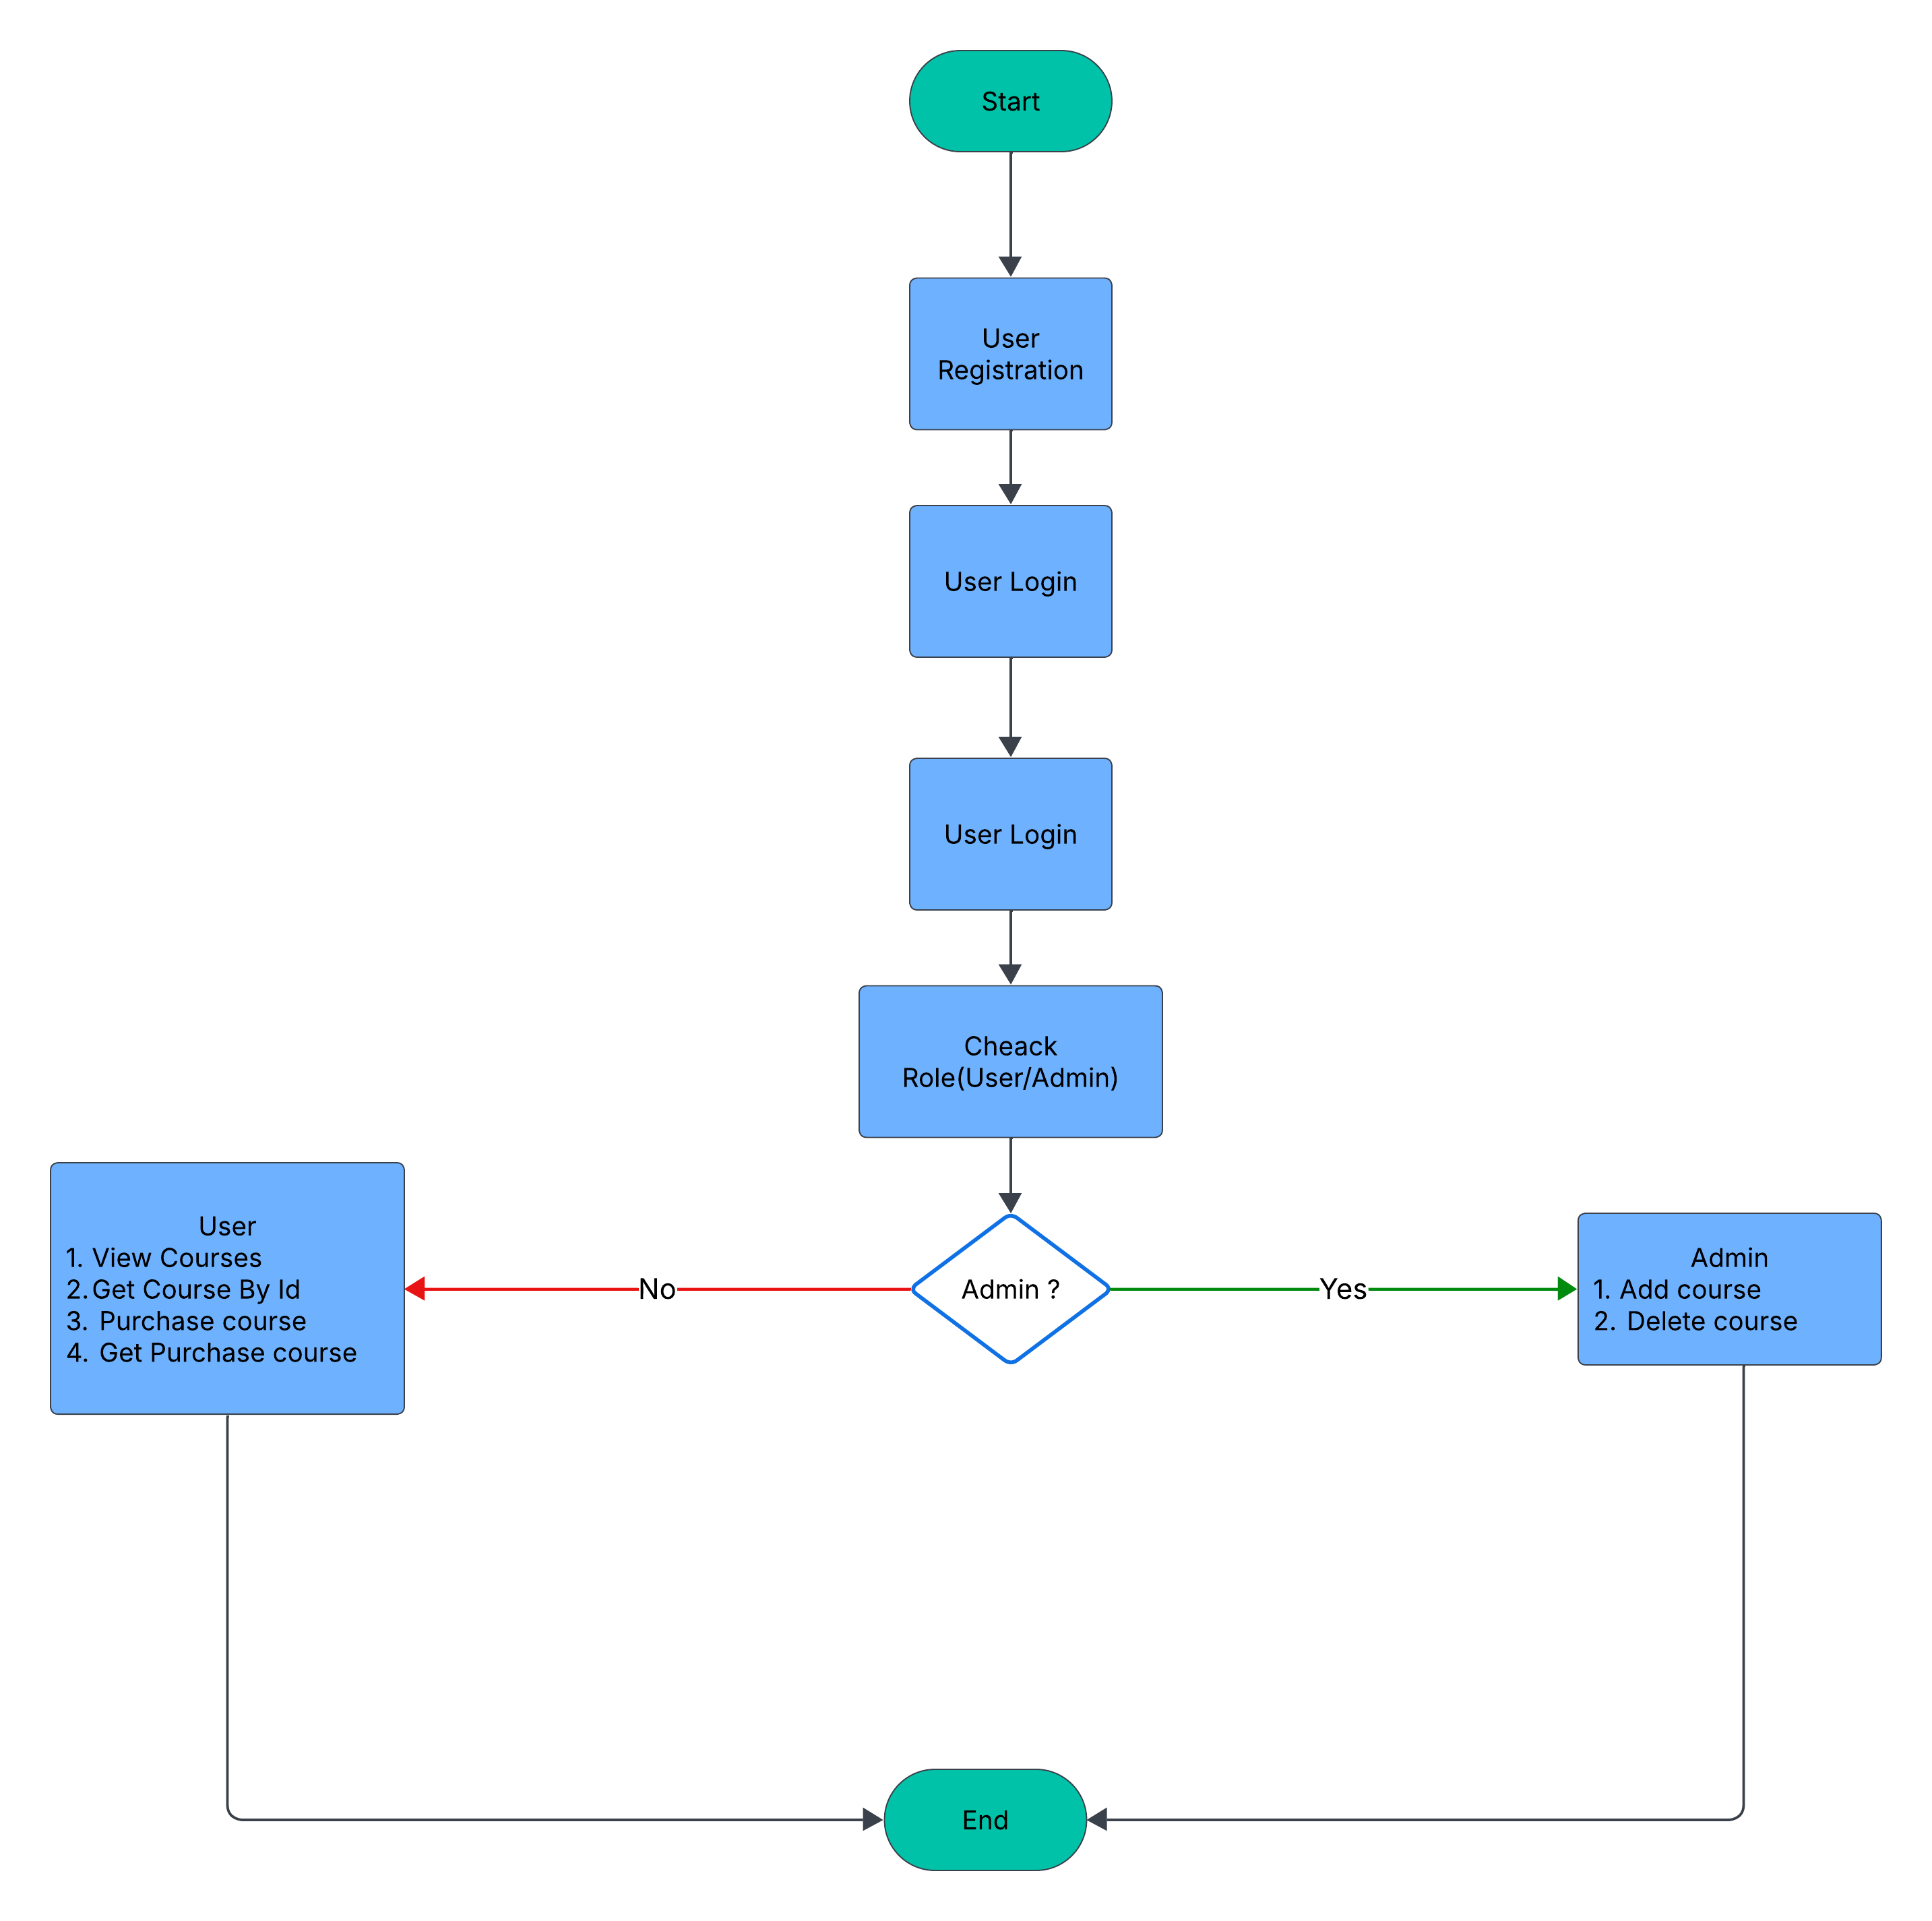 Start
User
Registration
User Login
User Login
Cheack
Role(User/Admin)
User
1. View Courses
2.Get Course By Id
3. Purchase course
4. Get Purchase course
No
Admin ?
Yes
Admin
1. Add course
2. Delete course
End